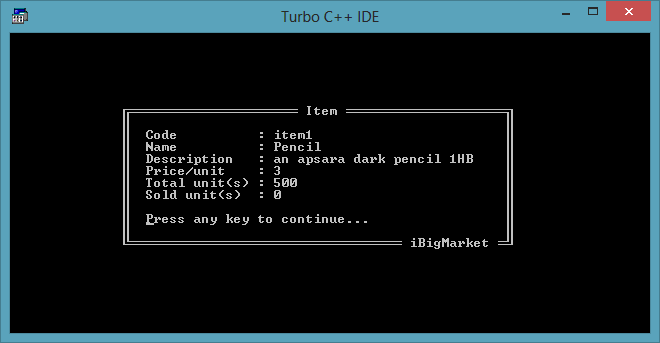 Turbo C++ IDE
Item
Code : item1
Name : Pencil
Description : an apsara dark pencil 1HB
Price/unit : 3
Total unit(s) : 500
Sold unit(s) : 0
Press any key to continue...
iBigMarket